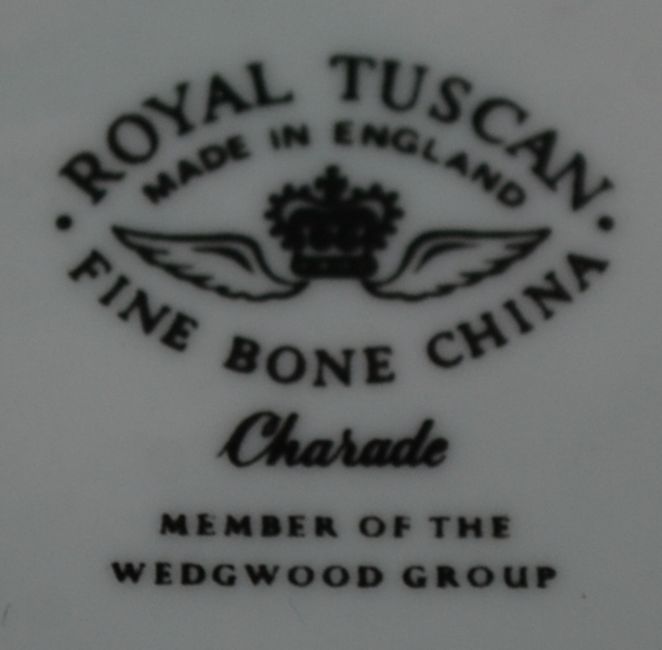 ROYAL TUSCAN
MADE IN ENGLAND
FINE BONE CHINA
Charade
MEMBER OF THE
WEDGWOOD GROUP